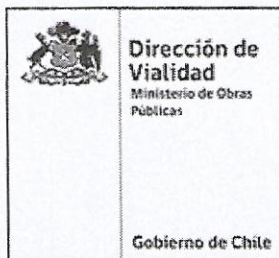 Dirección de
Vialidad
Ministerio de Obras
Públicas
Gobierno de Chile